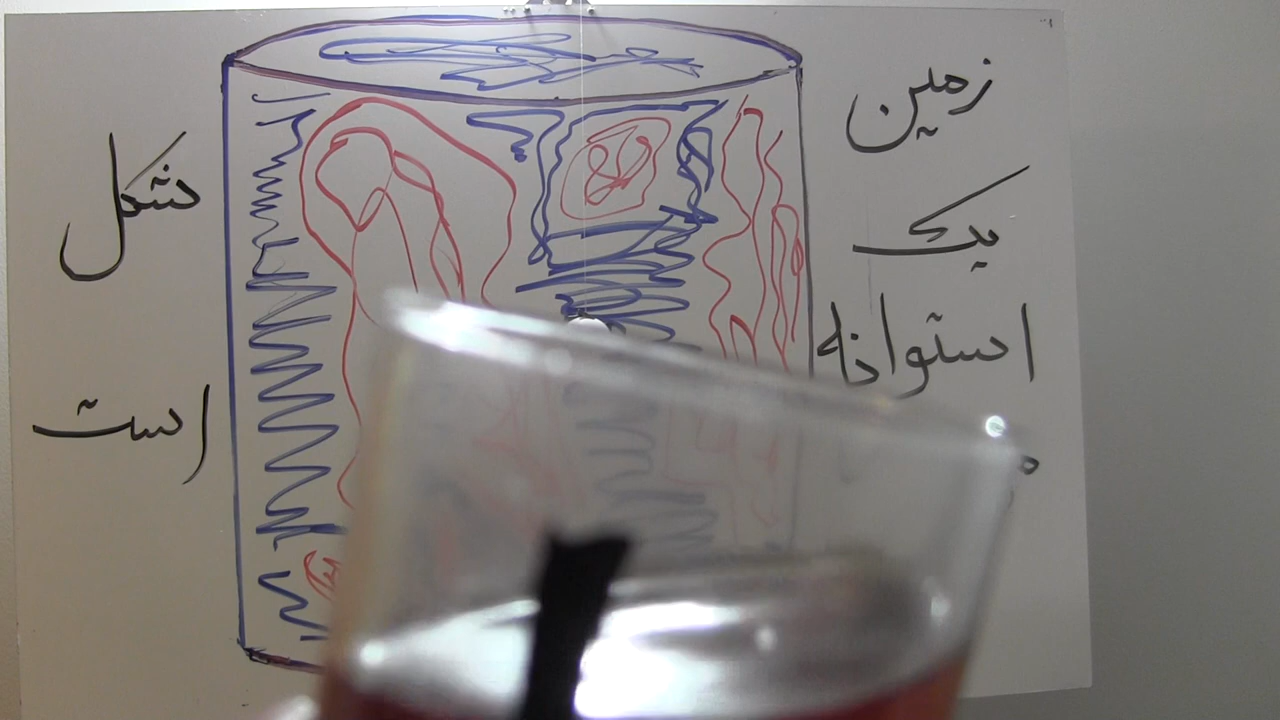 زمین
یک
استوانه
شکل
است